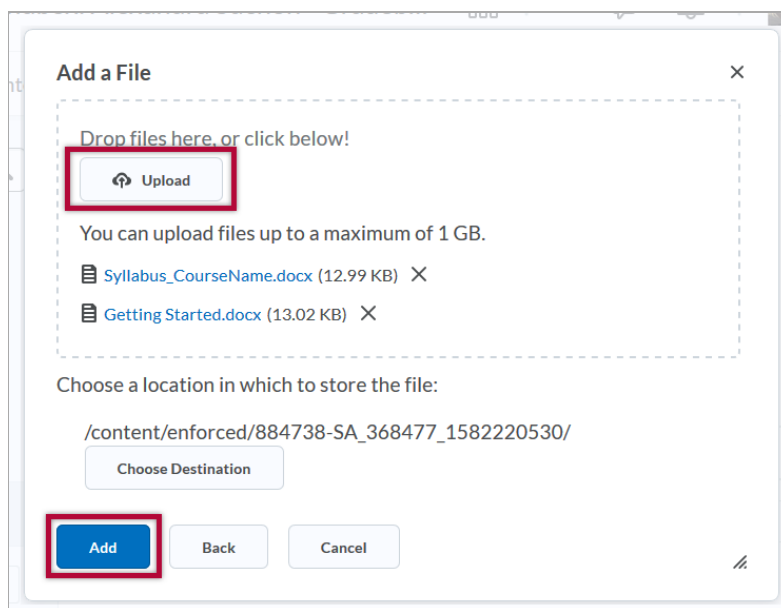 Add a File
Drop files here, or click below!
Upload
You can upload files up to a maximum of 1 GB.
Syllabus_CourseName.docx (12.99 KB)
Getting Started.docx (13.02 KB)
Choose a location in which to store the file:
/content/enforced/884738-SA_368477_1582220530/
Choose Destination
Add Back Cancel